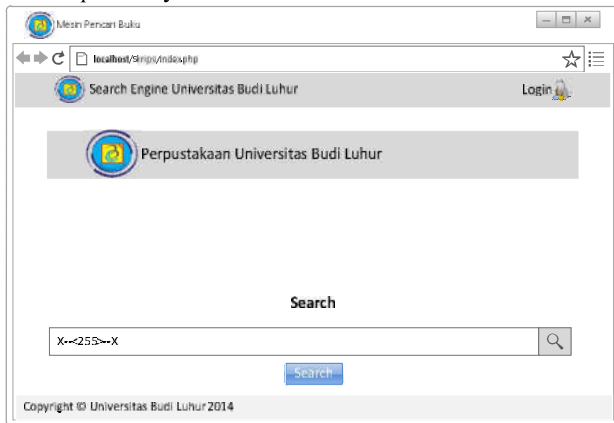 Mesin Pencari Buku
localhost/Skripsi/index.php
Search Engine Universitas Budi Luhur
Login
Perpustakaan Universitas Budi Luhur
Search
X--<255>--X
Search
Copyright © Universitas Budi Luhur 2014